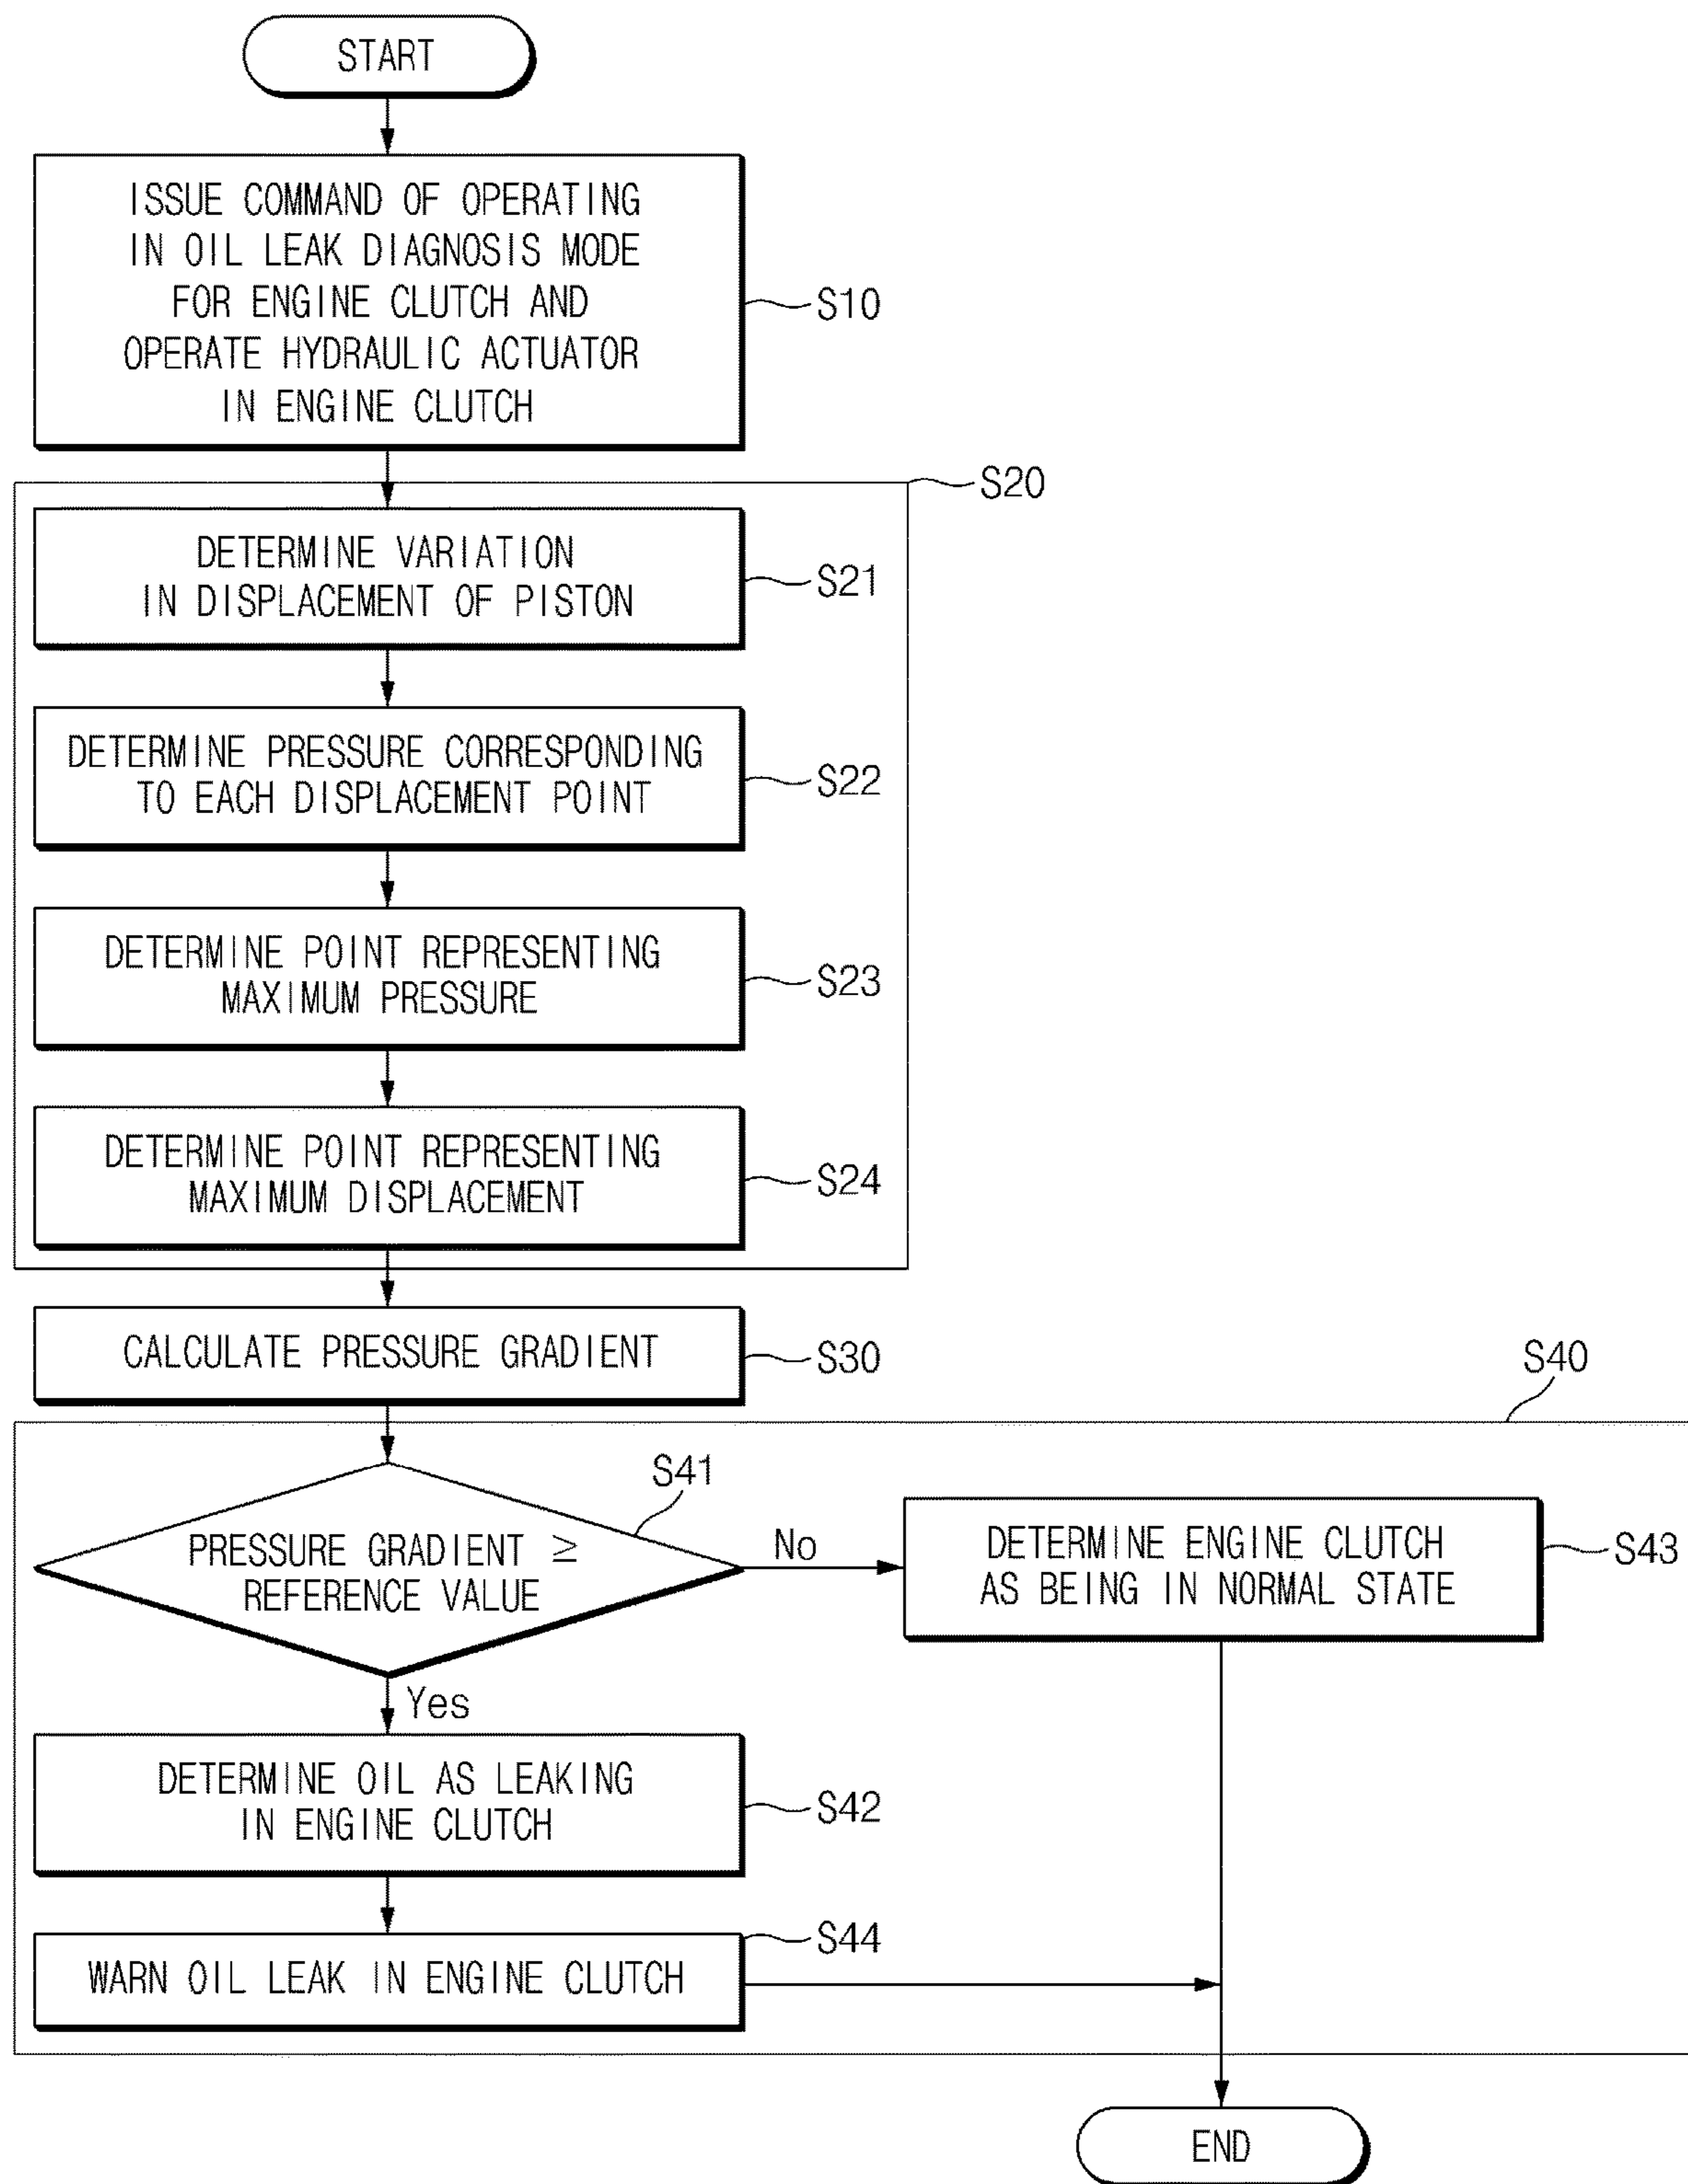 START
ISSUE COMMAND OF OPERATING
IN OIL LEAK DIAGNOSIS MODE
FOR ENGINE CLUTCH AND
OPERATE HYDRAULIC ACTUATOR
IN ENGINE CLUTCH
S10
S20
DETERMINE VARIATION
IN DISPLACEMENT OF PISTON
S21
DETERMINE PRESSURE CORRESPONDING
TO EACH DISPLACEMENT POINT
S22
DETERMINE POINT REPRESENTING
MAXIMUM PRESSURE
S23
DETERMINE POINT REPRESENTING
MAXIMUM DISPLACEMENT
S24
CALCULATE PRESSURE GRADIENT
S30
S40
S41
PRESSURE GRADIENT ≥
REFERENCE VALUE
No
DETERMINE ENGINE CLUTCH
AS BEING IN NORMAL STATE
S43
Yes
DETERMINE OIL AS LEAKING
IN ENGINE CLUTCH
S42
WARN OIL LEAK IN ENGINE CLUTCH
S44
END